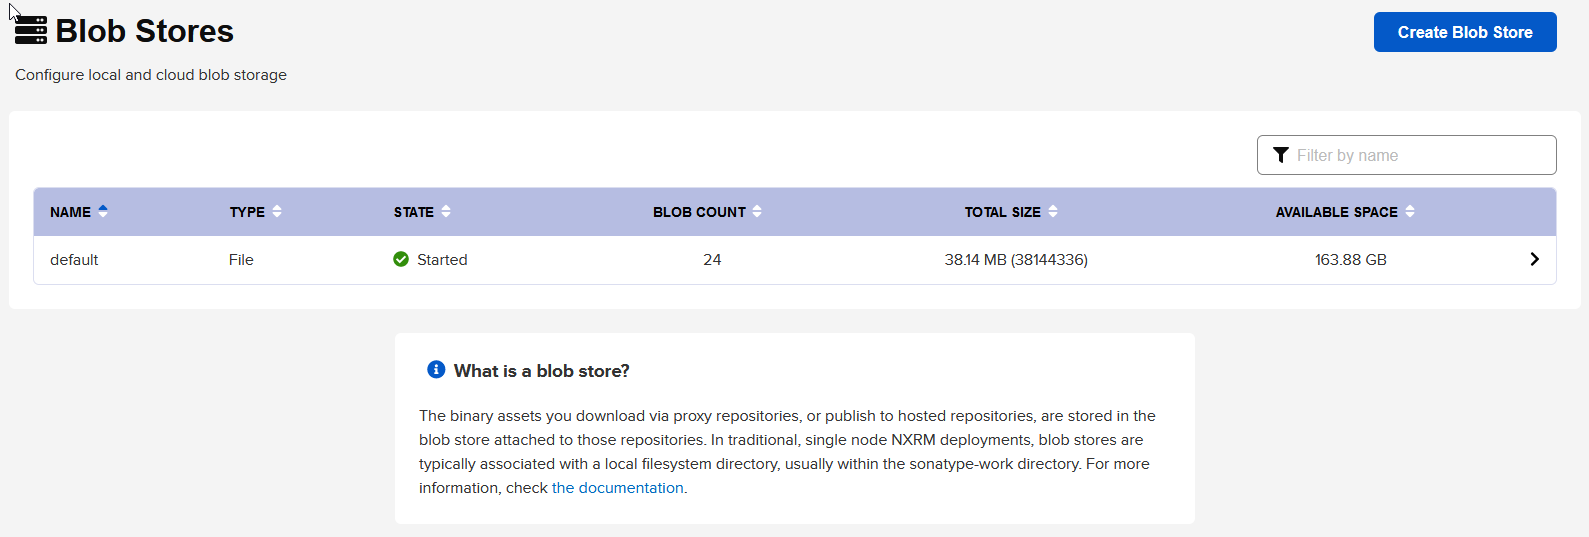 Blob Stores
Create Blob Store
Configure local and cloud blob storage
Filter by name
NAME TYPE STATE BLOB COUNT TOTAL SIZE AVAILABLE SPACE
default File Started 24 38.14 MB (38144336) 163.88 GB
What is a blob store?
The binary assets you download via proxy repositories, or publish to hosted repositories, are stored in the
blob store attached to those repositories. In traditional, single node NXRM deployments, blob stores are
typically associated with a local filesystem directory, usually within the sonatype-work directory. For more
information, check the documentation.